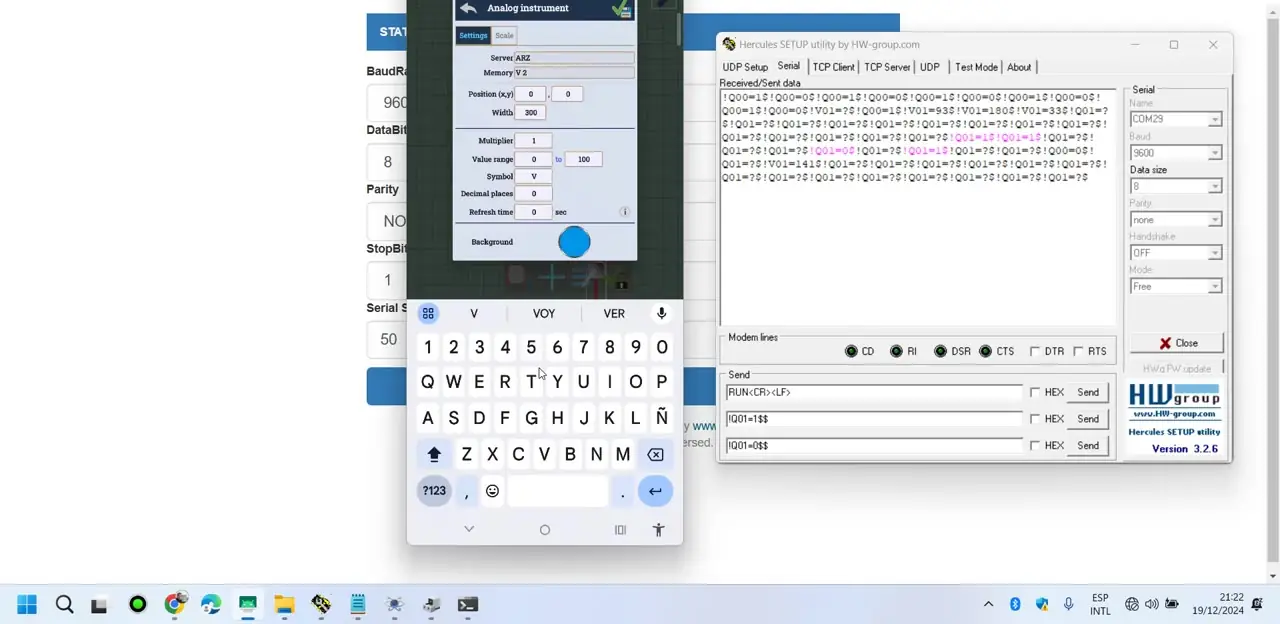 STAT
BaudRa
960
DataBit
8
Parity
NO
StopBit
1
Serial S
50
y www
ersed.
Analog instrument
Settings Scale
Server ARZ
Memory V 2
Position (x,y) 0 , 0
Width 300
Multiplier 1
Value range 0 to 100
Symbol V
Decimal places 0
Refresh time 0 sec i
Background
V VOY VER
1 2 3 4 5 6 7 8 9 0
Q W E R T Y U I O P
A S D F G H J K L Ñ
Z X C V B N M
?123 , .
Hercules SETUP utility by HW-group.com
UDP Setup Serial TCP Client TCP Server UDP Test Mode About
Received/Sent data
!Q00=1$!Q00=0$!Q00=1$!Q00=0$!Q00=1$!Q00=0$!Q00=1$!Q00=0$!
Q00=1$!Q00=0$!V01=?$!Q00=1$!V01=93$!V01=180$!V01=33$!Q01=?
$!Q01=?$!Q01=?$!Q01=?$!Q01=?$!Q01=?$!Q01=?$!Q01=?$!
Q01=?$!Q01=?$!Q01=?$!Q01=?$!Q01=?$!Q01=1$!Q01=1$!Q01=?$!
Q01=?$!Q01=0$!Q01=?$!Q01=1$!Q01=?$!Q01=?$!Q01=?$!Q00=0$!
Q01=?$!V01=141$!Q01=?$!Q01=?$!Q01=?$!Q01=?$!Q01=?$!Q01=?$!
Q01=?$!Q01=?$!Q01=?$!Q01=?$!Q01=?$!Q01=?$!Q01=?$
Serial
Name
COM29
Baud
9600
Data size
8
Parity
none
Handshake
OFF
Mode
Free
Close
HWg FW update
Modem lines
CD RI DSR CTS DTR RTS
Send
RUN<CR><LF> HEX Send
!Q01=1$$ HEX Send
!Q01=0$$ HEX Send
HW group
www.HW-group.com
Hercules SETUP utility
Version 3.2.6
ESP
INTL
21:22
19/12/2024